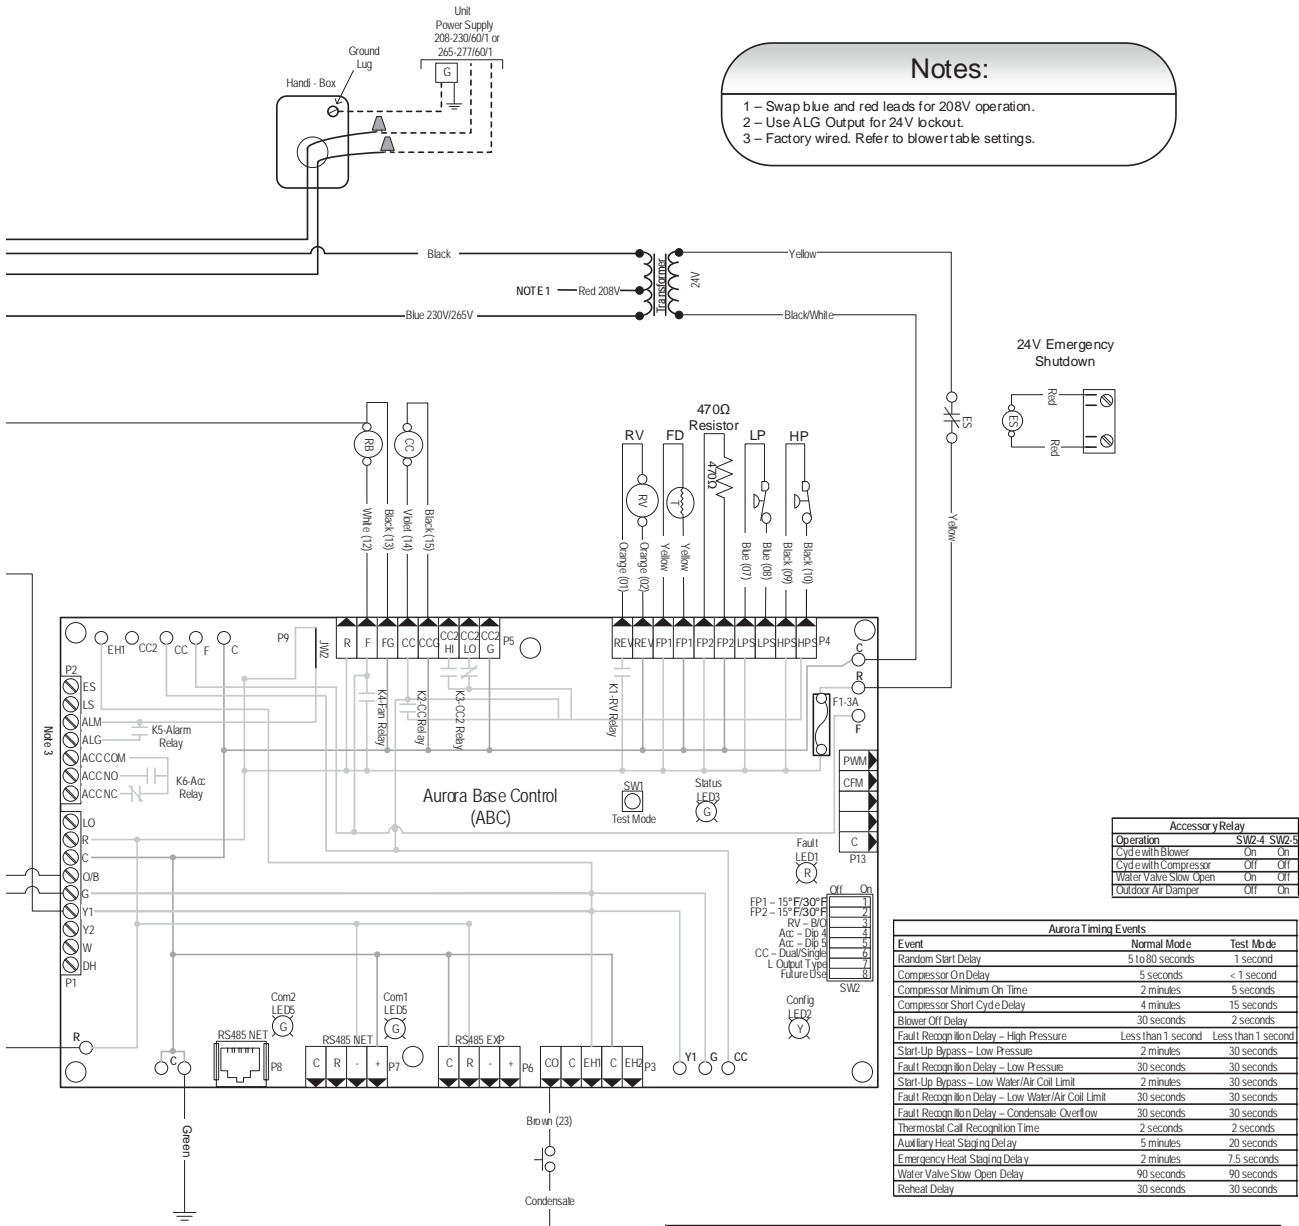 Unit
Power Supply
208-230/60/1 or
265-277/60/1
G
Ground
Lug
Handi - Box
Notes:
1 – Swap blue and red leads for 208V operation.
2 – Use ALG Output for 24V lockout.
3 – Factory wired. Refer to blower table settings.
Black
NOTE 1
Red 208V
Blue 230V/265V
Transformer
24V
Yellow
Black/White
24V Emergency
Shutdown
ES
Red
Red
ES
Yellow
RB
CC
White (12)
Black (13)
Violet (14)
Black (15)
RV
FD
470Ω
Resistor
LP
HP
RV
T
470Ω
Orange (01)
Orange (02)
Yellow
Yellow
Blue (07)
Blue (08)
Black (09)
Black (10)
EH1
CC2
CC
F
C
P9
JW2
R
F
FG
CC
CCG
CC2 HI
CC2 LO
CC2 G
P5
REV
REV
FP1
FP1
FP2
FP2
LPS
LPS
HPS
HPS
P4
C
R
F1-3A
F
P2
ES
LS
ALM
ALG
ACC COM
ACC NO
ACC NC
Note 3
K5-Alarm
Relay
K6-Acc
Relay
K4-Fan Relay
K2-CC Relay
K3-CC2 Relay
K1-RV Relay
Aurora Base Control
(ABC)
SW1
Test Mode
Status
LED3
G
PWM
CFM
C
P13
Fault
LED1
R
LO
R
C
O/B
G
Y1
Y2
W
DH
P1
Off On
FP1 – 15°F/30°F 1
FP2 – 15°F/30°F 2
RV – B/O 3
Acc – Dip 4 4
Acc – Dip 5 5
CC – Dual/Single 6
L Output Type 7
Future Use 8
SW2
Config
LED2
Y
R
C
RS485 NET
P8
Com2
LED5
G
Com1
LED5
G
RS485 NET
C
R
-
+
P7
RS485 EXP
C
R
-
+
P6
CO
C
EH1
C
EH2
P3
Y1
G
CC
Green
Brown (23)
Condensate
Accessory Relay
Operation SW2-4 SW2-5
Cycle with Blower On On
Cycle with Compressor Off Off
Water Valve Slow Open On Off
Outdoor Air Damper Off On
Aurora Timing Events
Event Normal Mode Test Mode
Random Start Delay 5 to 80 seconds 1 second
Compressor On Delay 5 seconds < 1 second
Compressor Minimum On Time 2 minutes 5 seconds
Compressor Short Cycle Delay 4 minutes 15 seconds
Blower Off Delay 30 seconds 2 seconds
Fault Recognition Delay – High Pressure Less than 1 second Less than 1 second
Start-Up Bypass – Low Pressure 2 minutes 30 seconds
Fault Recognition Delay – Low Pressure 30 seconds 30 seconds
Start-Up Bypass – Low Water/Air Coil Limit 2 minutes 30 seconds
Fault Recognition Delay – Low Water/Air Coil Limit 30 seconds 30 seconds
Fault Recognition Delay – Condensate Overflow 30 seconds 30 seconds
Thermostat Call Recognition Time 2 seconds 2 seconds
Auxiliary Heat Staging Delay 5 minutes 20 seconds
Emergency Heat Staging Delay 2 minutes 7.5 seconds
Water Valve Slow Open Delay 90 seconds 90 seconds
Reheat Delay 30 seconds 30 seconds